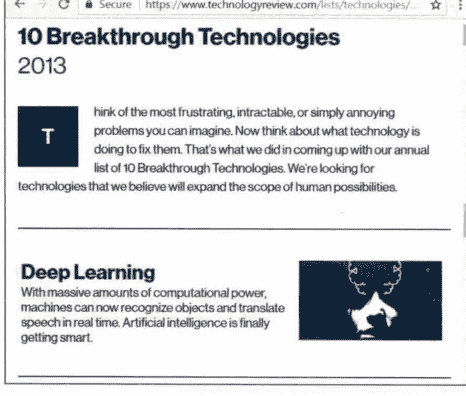 Secure https://www.technologyreview.com/lists/technologies/...
10 Breakthrough Technologies
2013
Think of the most frustrating, intractable, or simply annoying
problems you can imagine. Now think about what technology is
doing to fix them. That's what we did in coming up with our annual
list of 10 Breakthrough Technologies. We're looking for
technologies that we believe will expand the scope of human possibilities.
Deep Learning
With massive amounts of computational power,
machines can now recognize objects and translate
speech in real time. Artificial intelligence is finally
getting smart.